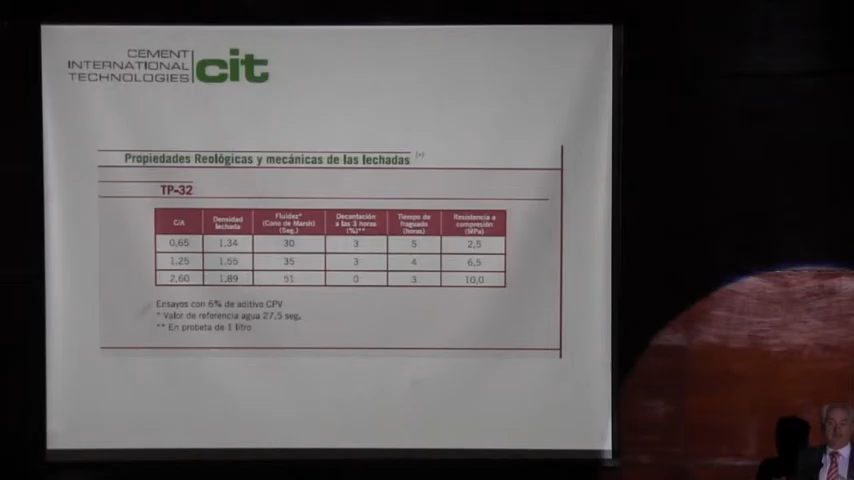 CEMENT
INTERNATIONAL
TECHNOLOGIES
cit
Propiedades Reológicas y mecánicas de las lechadas (*)
TP-32
C/A | Densidad lechada | Fluidez* (Cono de Marsh) (Seg.) | Decantación a las 3 horas (%)** | Tiempo de fraguado (horas) | Resistencia a compresión (MPa)
0,65 | 1,34 | 30 | 3 | 5 | 2,5
1,25 | 1,55 | 35 | 3 | 4 | 6,5
2,60 | 1,89 | 51 | 0 | 3 | 10,0
Ensayos con 6% de aditivo CPV
* Valor de referencia agua 27,5 seg.
** En probeta de 1 litro